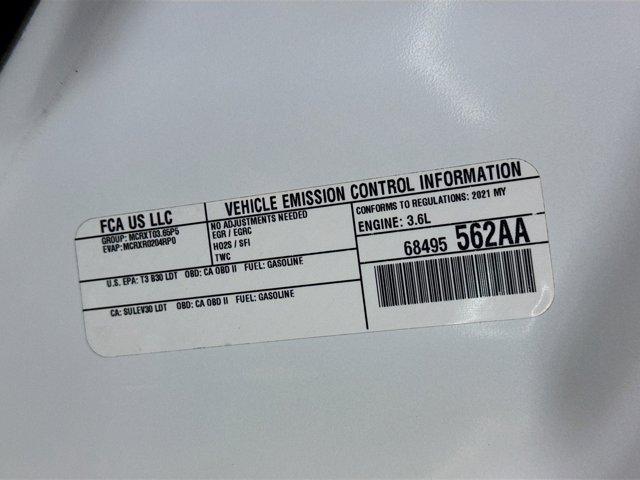 FCA US LLC
GROUP: MCRXT03.65P5
EVAP: MCRXR0204RP0
VEHICLE EMISSION CONTROL INFORMATION
NO ADJUSTMENTS NEEDED
EGR / EGRC
HO2S / SFI
TWC
CONFORMS TO REGULATIONS: 2021 MY
ENGINE: 3.6L
68495 562AA
U.S. EPA: T3 B30 LDT OBD: CA OBD II FUEL: GASOLINE
CA: SULEV30 LDT OBD: CA OBD II FUEL: GASOLINE